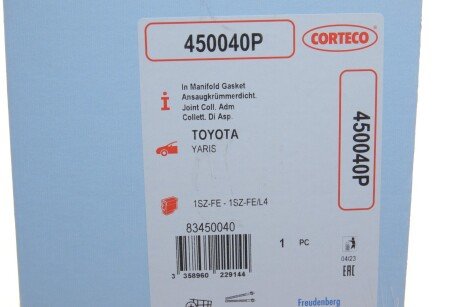 450040P
CORTECO
In Manifold Gasket
Ansaugkrümmerdicht.
Joint Coll. Adm
Collett. Di Asp.
TOYOTA
YARIS
450040P
1SZ-FE - 1SZ-FE/L4
83450040
1 PC
3 358960 229144
04/23
EAC
Freudenberg